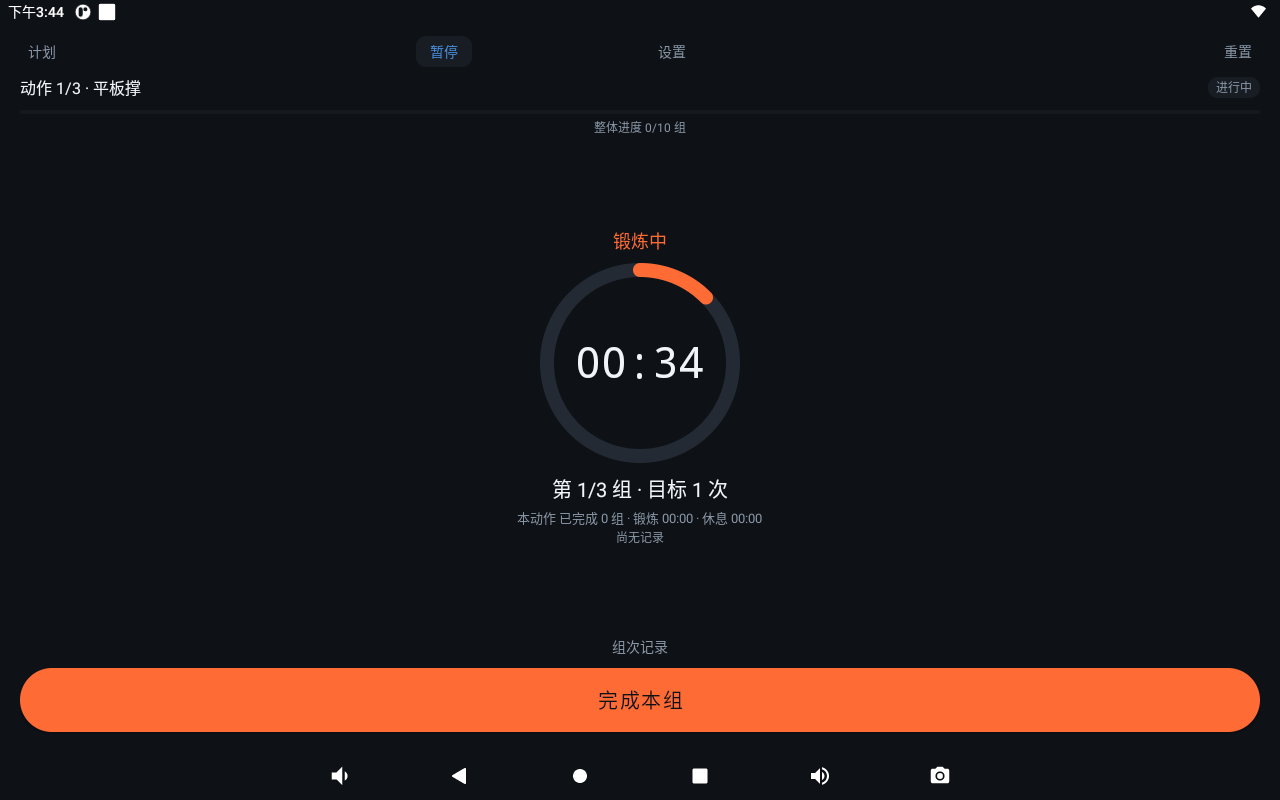 下午3:44
计划 暂停 设置 重置
动作 1/3 · 平板撑 进行中
整体进度 0/10 组
锻炼中
00:34
第 1/3 组 · 目标 1 次
本动作 已完成 0 组 · 锻炼 00:00 · 休息 00:00
尚无记录
组次记录
完成本组